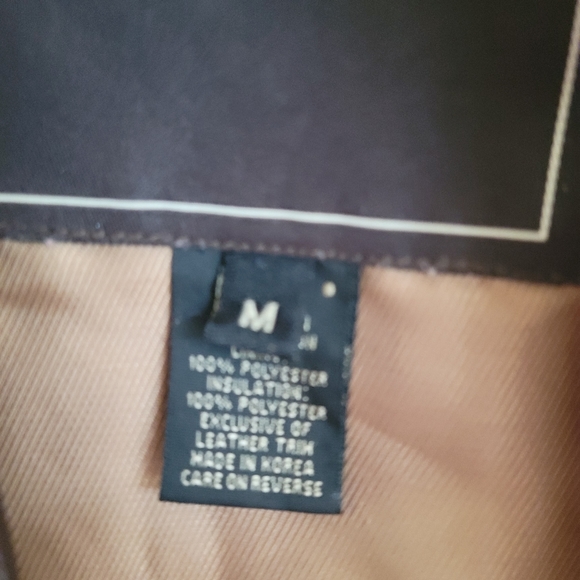 M
100% POLYESTER
INSULATION:
100% POLYESTER
EXCLUSIVE OF
LEATHER TRIM
MADE IN KOREA
CARE ON REVERSE